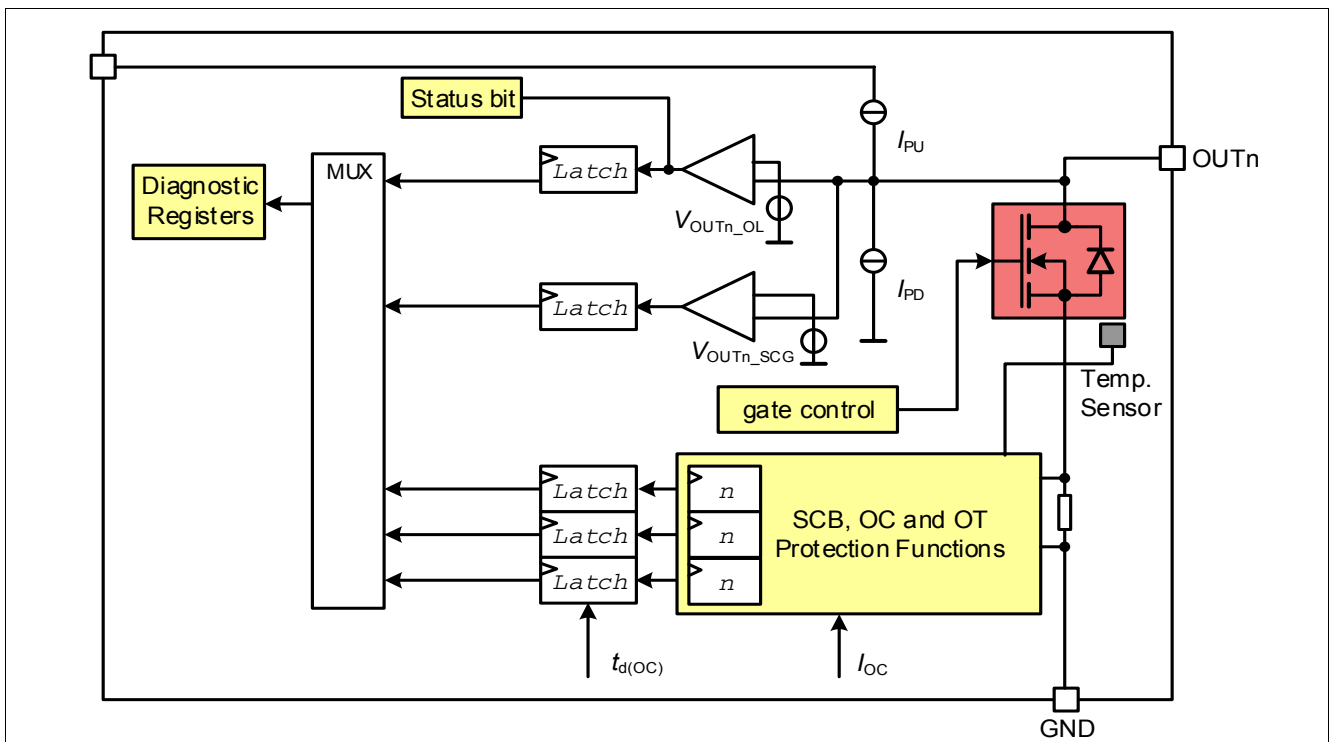 Status bit
I_PU
OUTn
MUX
Latch
Diagnostic
Registers
V_OUTn_OL
I_PD
Latch
V_OUTn_SCG
Temp.
Sensor
gate control
Latch
n
SCB, OC and OT
Protection Functions
Latch
n
Latch
n
t_d(OC)
I_OC
GND